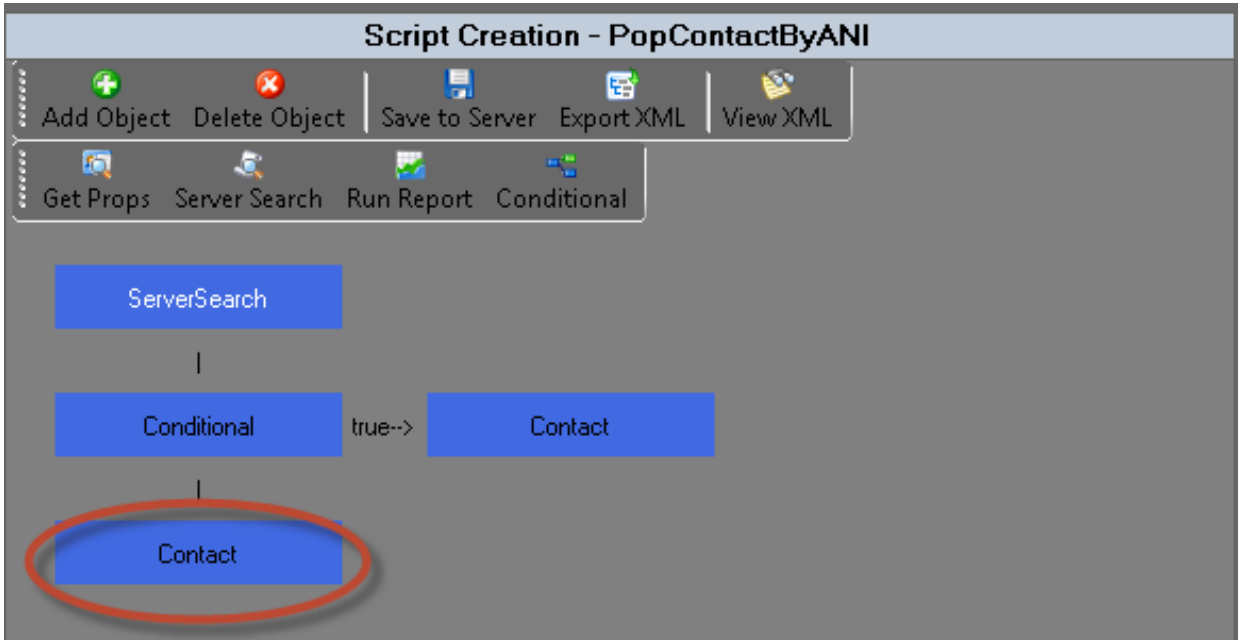 Script Creation - PopContactByANI
Add Object Delete Object Save to Server Export XML View XML
Get Props Server Search Run Report Conditional
ServerSearch
|
Conditional true--> Contact
|
Contact